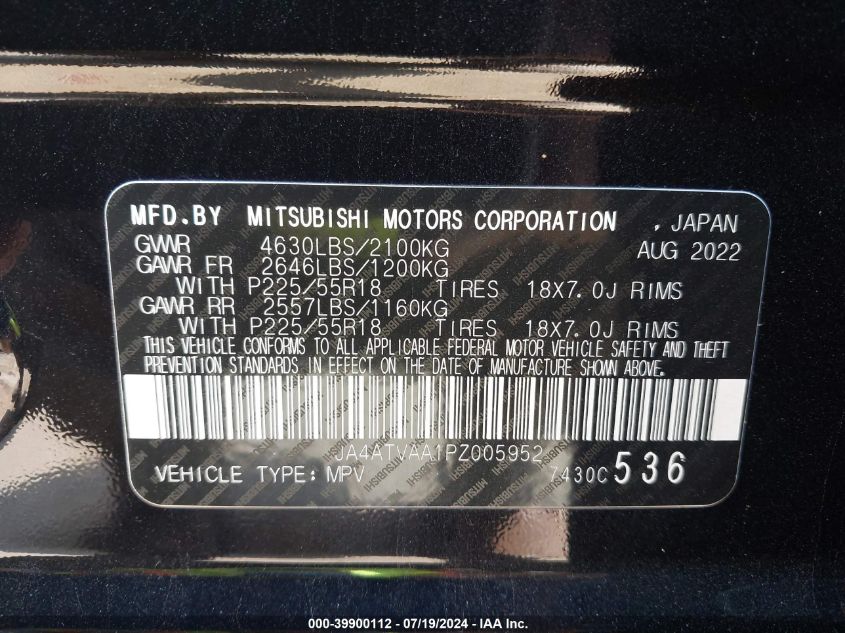 MFD.BY MITSUBISHI MOTORS CORPORATION , JAPAN
GVWR 4630LBS/2100KG AUG 2022
GAWR FR 2646LBS/1200KG
WITH P225/55R18 TIRES 18X7.0J RIMS
GAWR RR 2557LBS/1160KG
WITH P225/55R18 TIRES 18X7.0J RIMS
THIS VEHICLE CONFORMS TO ALL APPLICABLE FEDERAL MOTOR VEHICLE SAFETY AND THEFT
PREVENTION STANDARDS IN EFFECT ON THE DATE OF MANUFACTURE SHOWN ABOVE.
JA4ATVAA1PZ005952
VEHICLE TYPE: MPV 7430C 536
000-39900112 - 07/19/2024 - IAA Inc.